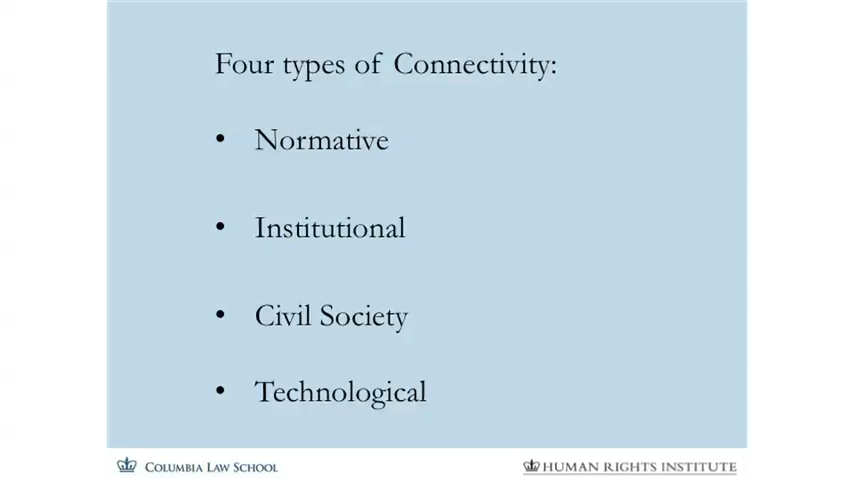 Four types of Connectivity:
• Normative
• Institutional
• Civil Society
• Technological
COLUMBIA LAW SCHOOL
HUMAN RIGHTS INSTITUTE